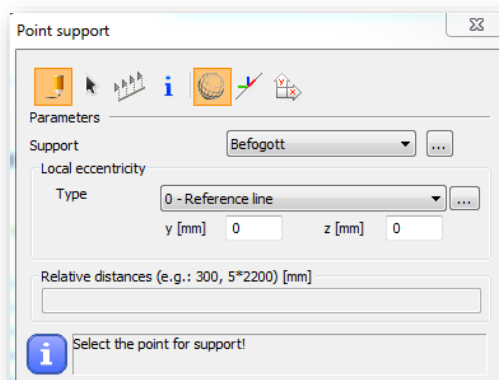 Point support
Parameters
Support Befogott ...
Local eccentricity
Type 0 - Reference line ...
y [mm] 0 z [mm] 0
Relative distances (e.g.: 300, 5*2200) [mm]
Select the point for support!